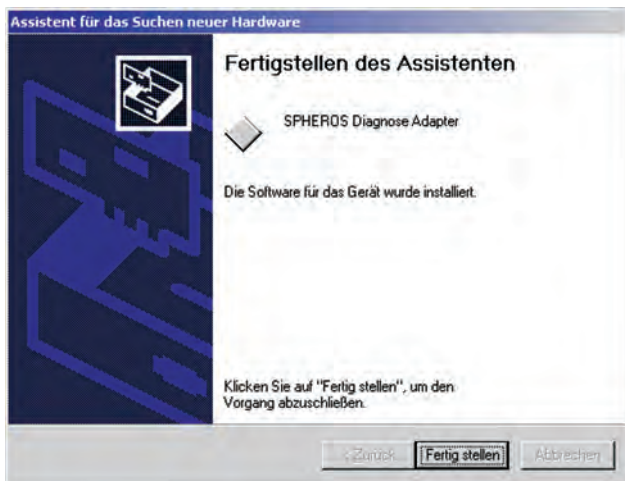 Assistent für das Suchen neuer Hardware
Fertigstellen des Assistenten
SPHEROS Diagnose Adapter
Die Software für das Gerät wurde installiert.
Klicken Sie auf "Fertig stellen", um den
Vorgang abzuschließen.
< Zurück Fertig stellen Abbrechen